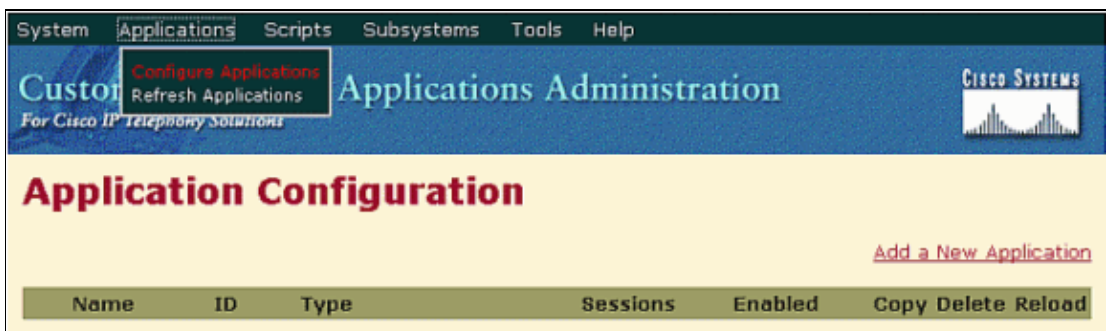 System Applications Scripts Subsystems Tools Help
Configure Applications
Refresh Applications
Custo Applications Administration
For Cisco IP Telephony Solutions
CISCO SYSTEMS
Application Configuration
Add a New Application
Name ID Type Sessions Enabled Copy Delete Reload